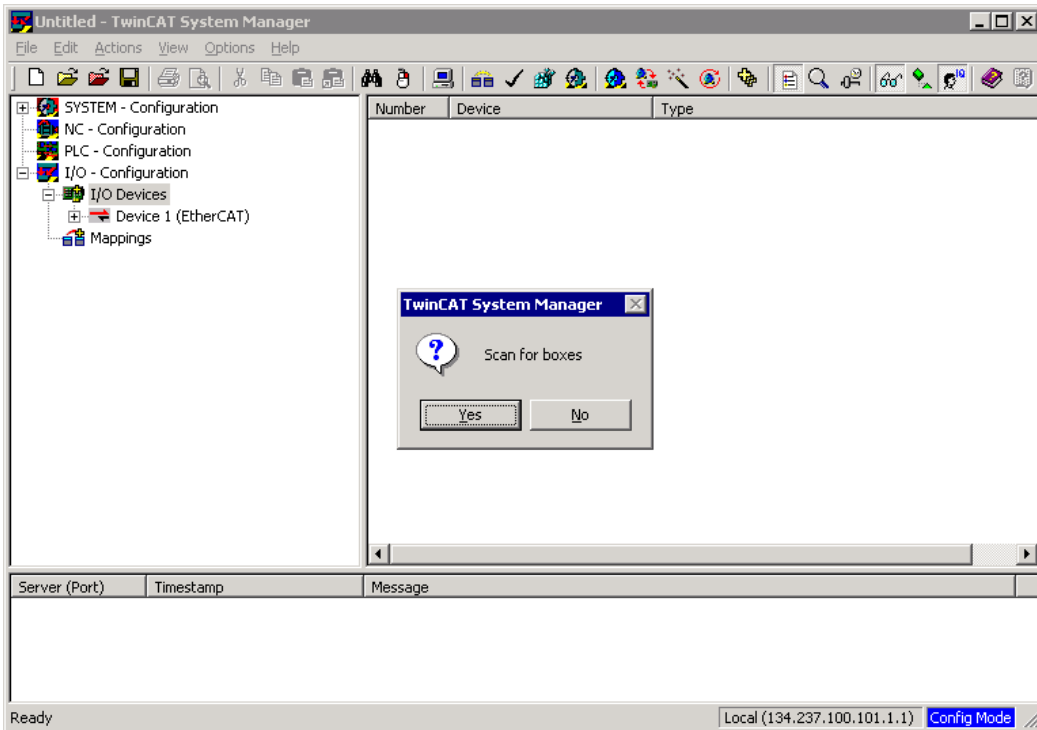 Untitled - TwinCAT System Manager
File Edit Actions View Options Help
SYSTEM - Configuration
NC - Configuration
PLC - Configuration
I/O - Configuration
I/O Devices
Device 1 (EtherCAT)
Mappings
Number Device Type
TwinCAT System Manager
Scan for boxes
Yes No
Server (Port) Timestamp Message
Ready Local (134.237.100.101.1.1) Config Mode